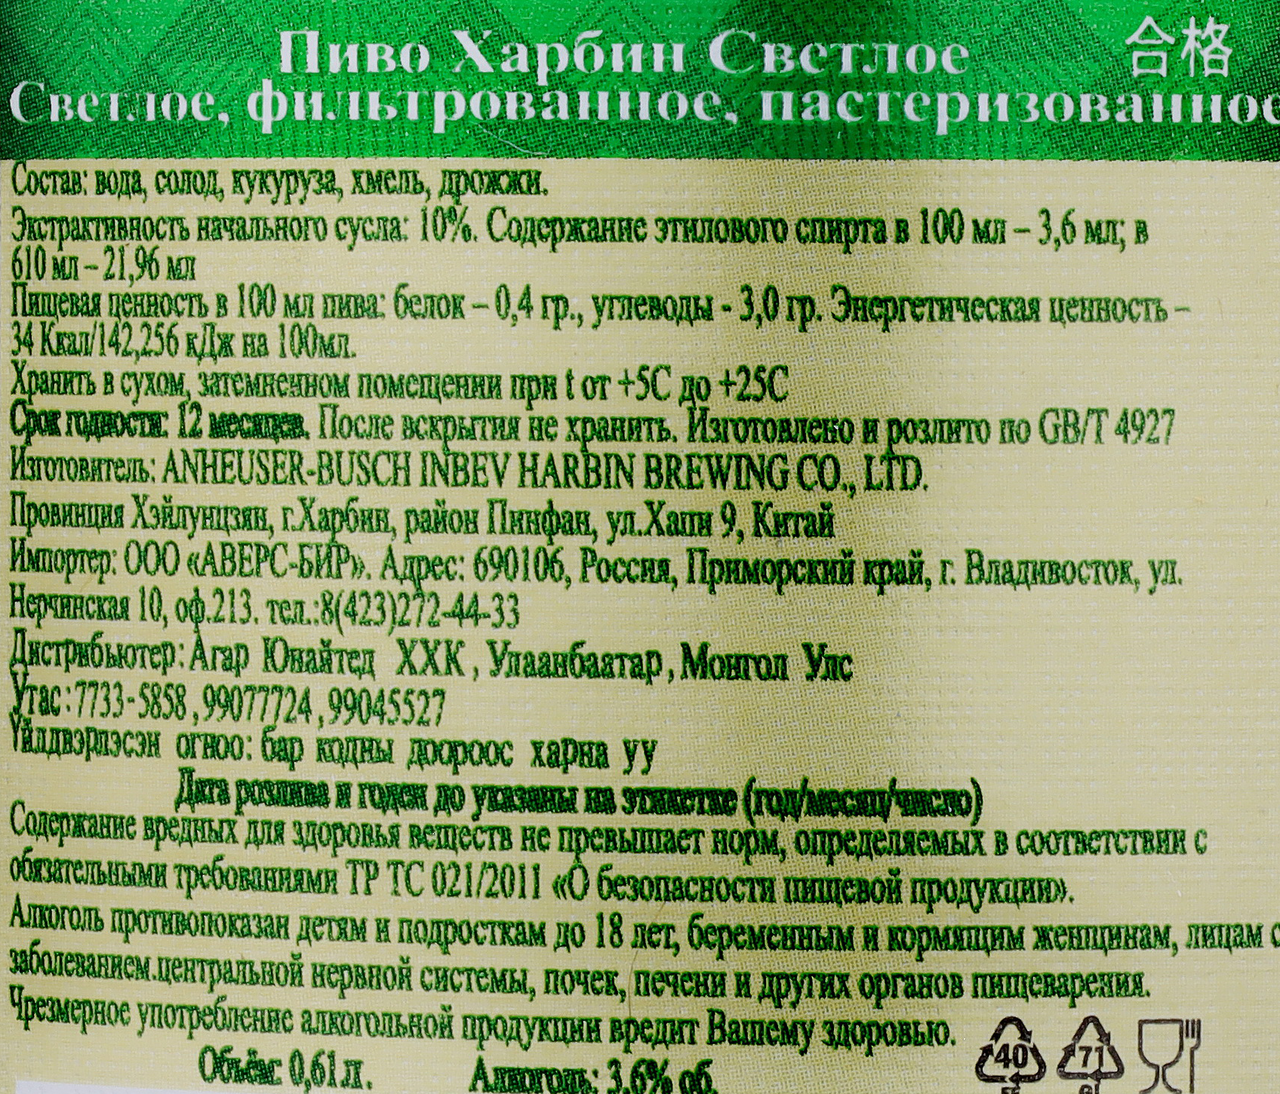 Пиво Харбин Светлое
合格
Светлое, фильтрованное, пастеризованное
Состав: вода, солод, кукуруза, хмель, дрожжи.
Экстрактивность начального сусла: 10%. Содержание этилового спирта в 100 мл – 3,6 мл; в
610 мл – 21,96 мл
Пищевая ценность в 100 мл пива: белок – 0,4 гр., углеводы - 3,0 гр. Энергетическая ценность –
34 Ккал/142,256 кДж на 100мл.
Хранить в сухом, затемненном помещении при t от +5С до +25С
Срок годности: 12 месяцев. После вскрытия не хранить. Изготовлено и розлито по GB/T 4927
Изготовитель: ANHEUSER-BUSCH INBEV HARBIN BREWING CO., LTD.
Провинция Хэйлунцзян, г.Харбин, район Пинфан, ул.Хапи 9, Китай
Импортер: ООО «АВЕРС-БИР». Адрес: 690106, Россия, Приморский край, г. Владивосток, ул.
Нерчинская 10, оф.213. тел.:8(423)272-44-33
Дистрибьютер: Агар Юнайтед ХХК, Улаанбаатар, Монгол Улс
Утас: 7733-5858, 99077724, 99045527
Үйлдвэрлэсэн огноо: бар кодны доороос харна уу
Дата розлива и годен до указаны на этикетке (год/месяц/число)
Содержание вредных для здоровья веществ не превышает норм, определяемых в соответствии с
обязательными требованиями ТР ТС 021/2011 «О безопасности пищевой продукции».
Алкоголь противопоказан детям и подросткам до 18 лет, беременным и кормящим женщинам, лицам с
заболеванием.центральной нервной системы, почек, печени и других органов пищеварения.
Чрезмерное употребление алкогольной продукции вредит Вашему здоровью.
40 71
Объём: 0,61л. Алкоголь: 3,6% об.